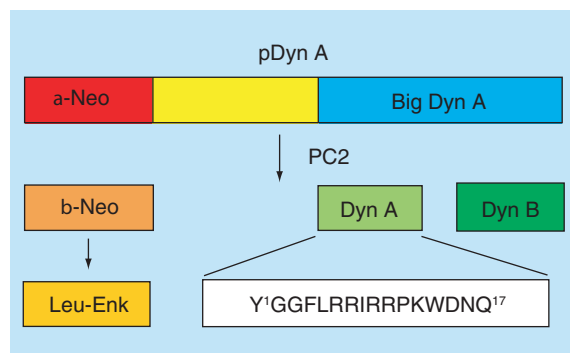 pDyn A
a-Neo
Big Dyn A
PC2
b-Neo
Dyn A
Dyn B
Leu-Enk
Y¹GGFLRRIRRPKWDNQ¹⁷